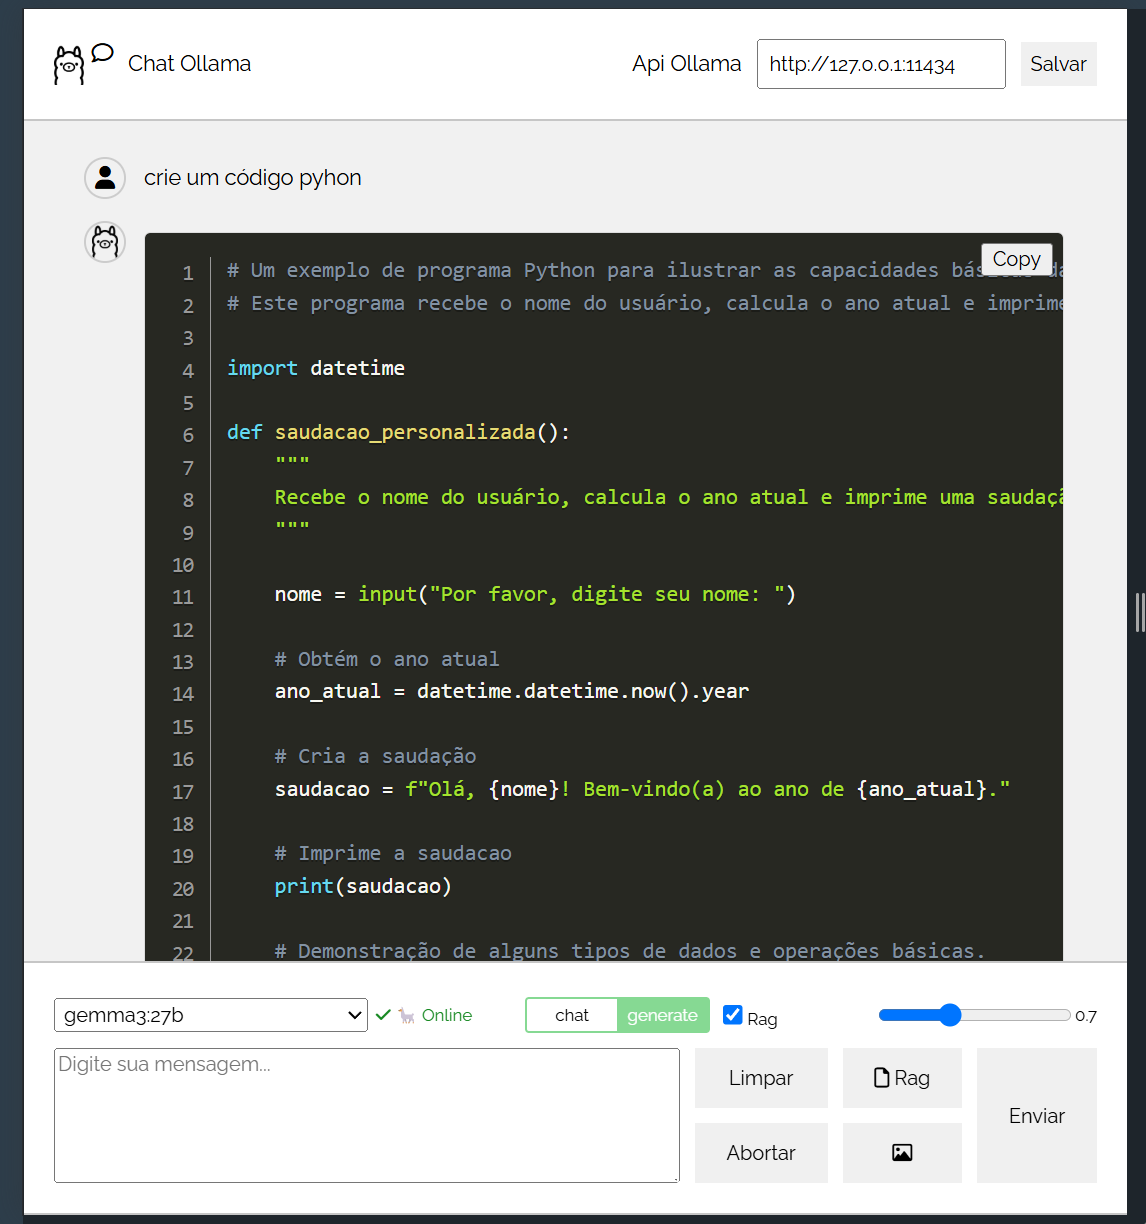 Chat Ollama
Api Ollama http://127.0.0.1:11434 Salvar
crie um código pyhon
Copy
1 # Um exemplo de programa Python para ilustrar as capacidades
2 # Este programa recebe o nome do usuário, calcula o ano atual e imprime
3
4 import datetime
5
6 def saudacao_personalizada():
7 """
8 Recebe o nome do usuário, calcula o ano atual e imprime uma
9 """
10
11 nome = input("Por favor, digite seu nome: ")
12
13 # Obtém o ano atual
14 ano_atual = datetime.datetime.now().year
15
16 # Cria a saudação
17 saudacao = f"Olá, {nome}! Bem-vindo(a) ao ano de {ano_atual}."
18
19 # Imprime a saudacao
20 print(saudacao)
21
22 # Demonstração de alguns tipos de dados e operações básicas.
gemma3:27b Online chat generate Rag 0.7
Digite sua mensagem...
Limpar Rag
Enviar
Abortar